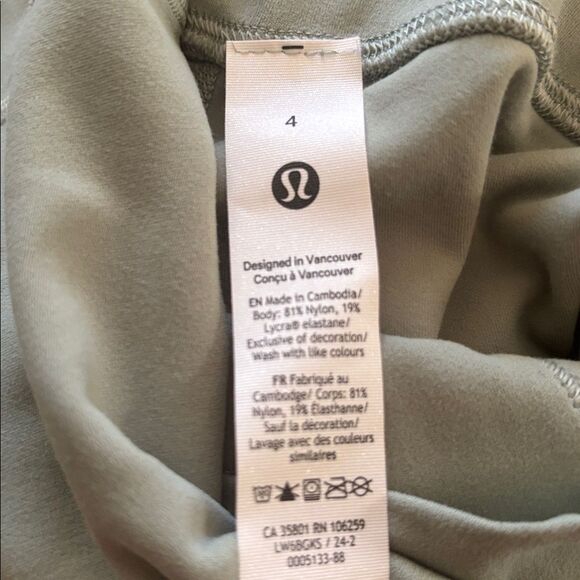 4
Designed in Vancouver
Conçu à Vancouver
EN Made in Cambodia/
Body: 81% Nylon, 19%
Lycra® elastane/
Exclusive of decoration/
Wash with like colours
FR Fabriqué au
Cambodge/ Corps: 81%
Nylon, 19% Élasthanne/
Sauf la décoration/
Lavage avec des couleurs
similaires
CA 35801 RN 106259
LW6BGKS / 24-2
0005133-88